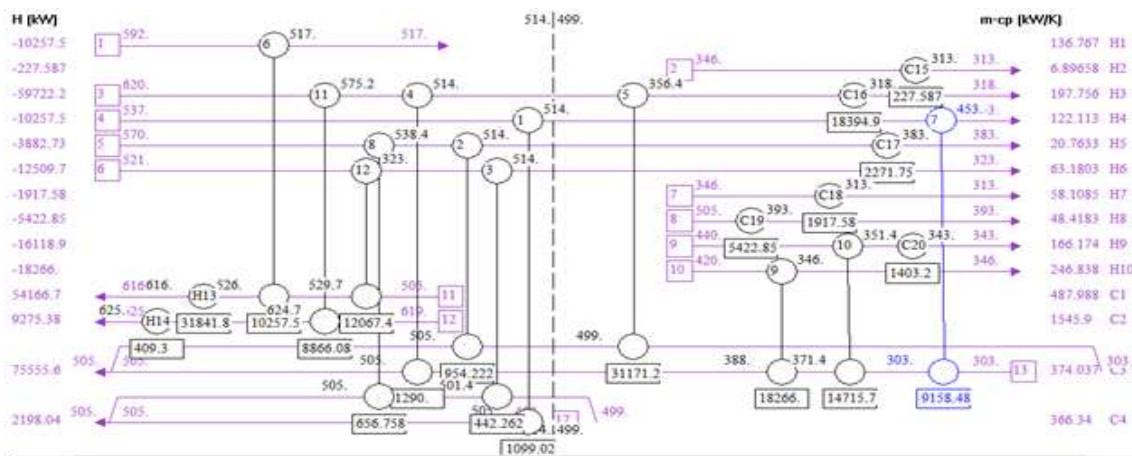 H (kW) 514. 499. m-cp (kW/K)
-10257.5 1 592. 6 517. 517. 136.767 H1
-227.587 2 346. C15 313. 313. 6.89658 H2
-59722.2 3 620. 11 575.2 4 514. 5 356.4 C16 318. 227.587 318. 197.756 H3
-10257.5 4 537. 1 514. 18394.9 7 453. 122.113 H4
-3882.73 5 570. 8 538.4 2 514. C17 383. 383. 20.7633 H5
-12509.7 6 521. 12 323. 3 514. 2271.75 323. 63.1803 H6
-1917.58 7 346. C18 313. 313. 58.1085 H7
-5422.85 8 505. C19 393. 1917.58 393. 48.4183 H8
-16118.9 9 440. 5422.85 10 351.4 C20 343. 343. 166.174 H9
-18266. 10 420. 9 346. 1403.2 346. 246.838 H10
54166.7 616. 616. H13 526. 529.7 505. 11 487.988 C1
9275.38 625. H14 31841.8 624.7 10257.5 12067.4 619. 12 1545.9 C2
409.3 8866.08 505. 499. 303.
75555.6 505. 505. 505. 954.222 31171.2 388. 371.4 303. 303. 13 374.037
505. 1290. 501.4 499. 18266. 14715.7 9158.48
2198.04 505. 505. 656.758 442.262 499. 366.34 C4
1099.02